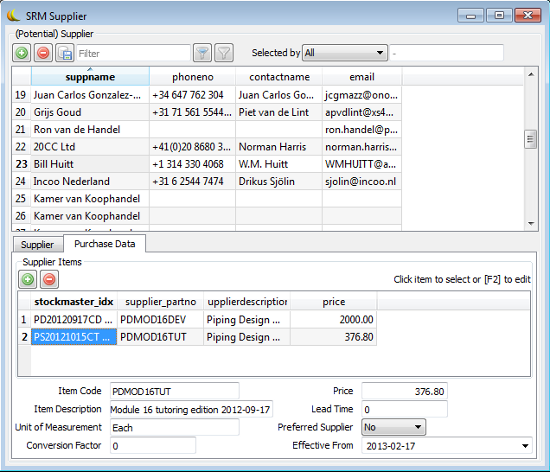 SRM Supplier
(Potential) Supplier
Filter Selected by All -
suppname phoneno contactname email
19 Juan Carlos Gonzalez-... +34 647 762 304 Juan Carlos Go... jcgmazz@ono...
20 Grijs Goud +31 71 561 5544... Piet van de Lint apvdlint@xs4...
21 Ron van de Handel ron.handel@p...
22 20CC Ltd +41(0)20 8680 3... Norman Harris norman.harris...
23 Bill Huitt +1 314 330 4068 W.M. Huitt WMHUITT@a...
24 Incoo Nederland +31 6 2544 7474 Drikus Sjölin sjolin@incoo.nl
25 Kamer van Koophandel
26 Kamer van Koophandel
27 Kamer van Koophandel
Supplier Purchase Data
Supplier Items
Click item to select or [F2] to edit
stockmaster_idx supplier_partno upplierdescription price
1 PD20120917CD ... PDMOD16DEV Piping Design ... 2000.00
2 PS20121015CT ... PDMOD16TUT Piping Design ... 376.80
Item Code PDMOD16TUT Price 376.80
Item Description Module 16 tutoring edition 2012-09-17 Lead Time 0
Unit of Measurement Each Preferred Supplier No
Conversion Factor 0 Effective From 2013-02-17